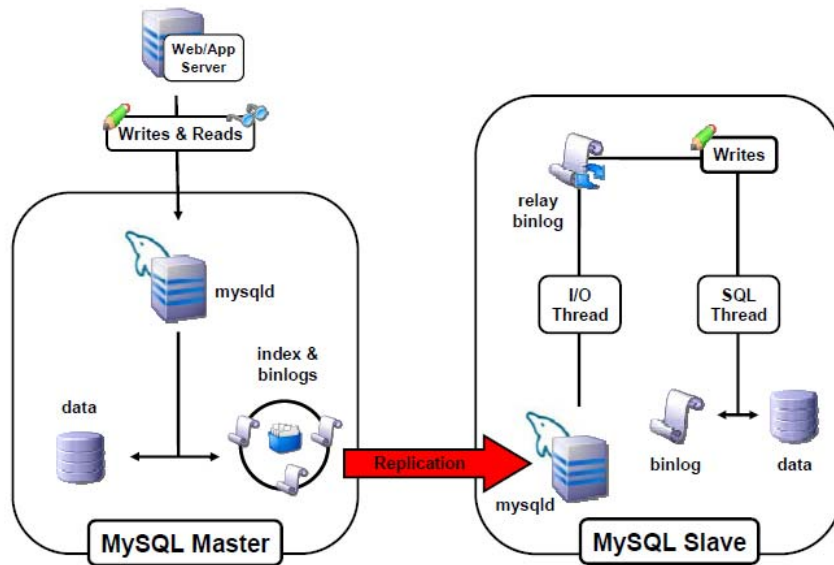 Web/App
Server
Writes & Reads
mysqld
index &
binlogs
data
MySQL Master
Replication
relay
binlog
Writes
I/O
Thread
SQL
Thread
mysqld
binlog
data
MySQL Slave